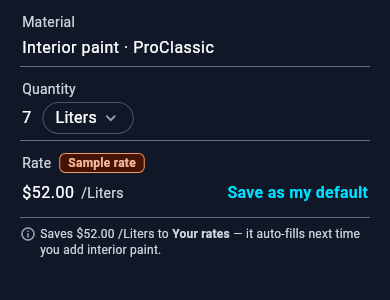 Material
Interior paint · ProClassic
Quantity
7 Liters
Rate Sample rate
$52.00 /Liters Save as my default
Saves $52.00 /Liters to Your rates — it auto-fills next time
you add interior paint.